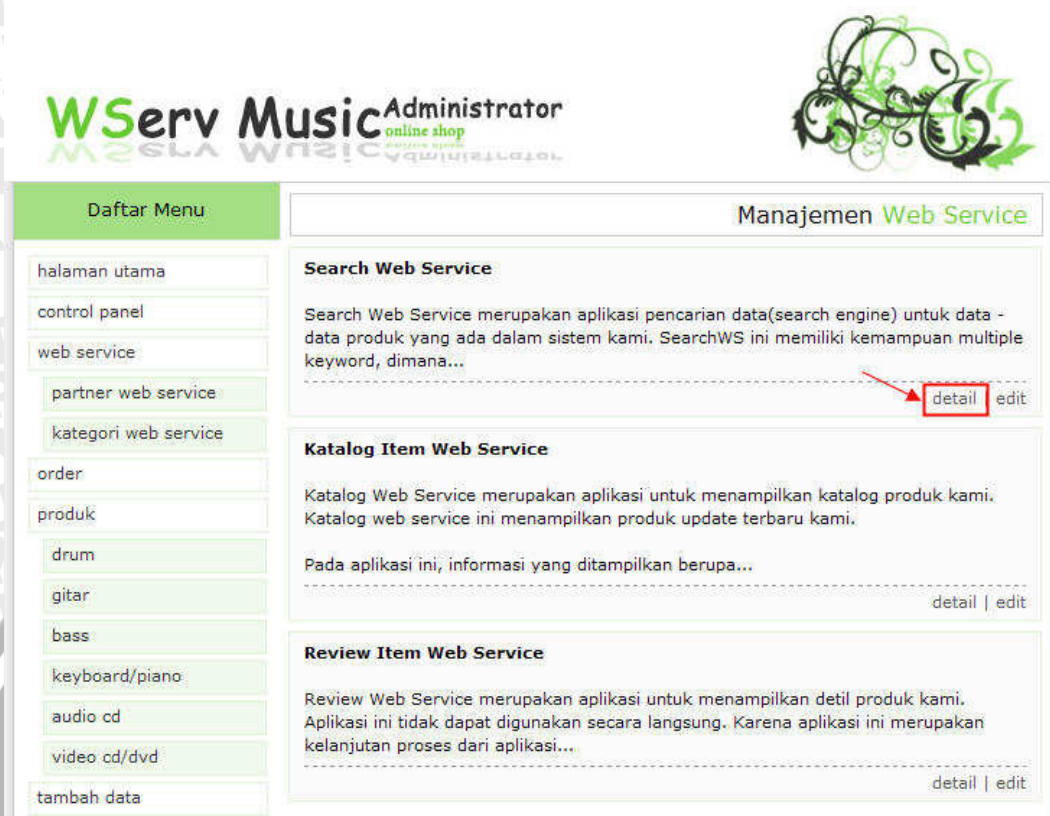 WServ Music Administrator
online shop
Daftar Menu
halaman utama
control panel
web service
partner web service
kategori web service
order
produk
drum
gitar
bass
keyboard/piano
audio cd
video cd/dvd
tambah data
Manajemen Web Service
Search Web Service
Search Web Service merupakan aplikasi pencarian data(search engine) untuk data -
data produk yang ada dalam sistem kami. SearchWS ini memiliki kemampuan multiple
keyword, dimana...
detail | edit
Katalog Item Web Service
Katalog Web Service merupakan aplikasi untuk menampilkan katalog produk kami.
Katalog web service ini menampilkan produk update terbaru kami.
Pada aplikasi ini, informasi yang ditampilkan berupa...
detail | edit
Review Item Web Service
Review Web Service merupakan aplikasi untuk menampilkan detil produk kami.
Aplikasi ini tidak dapat digunakan secara langsung. Karena aplikasi ini merupakan
kelanjutan proses dari aplikasi...
detail | edit